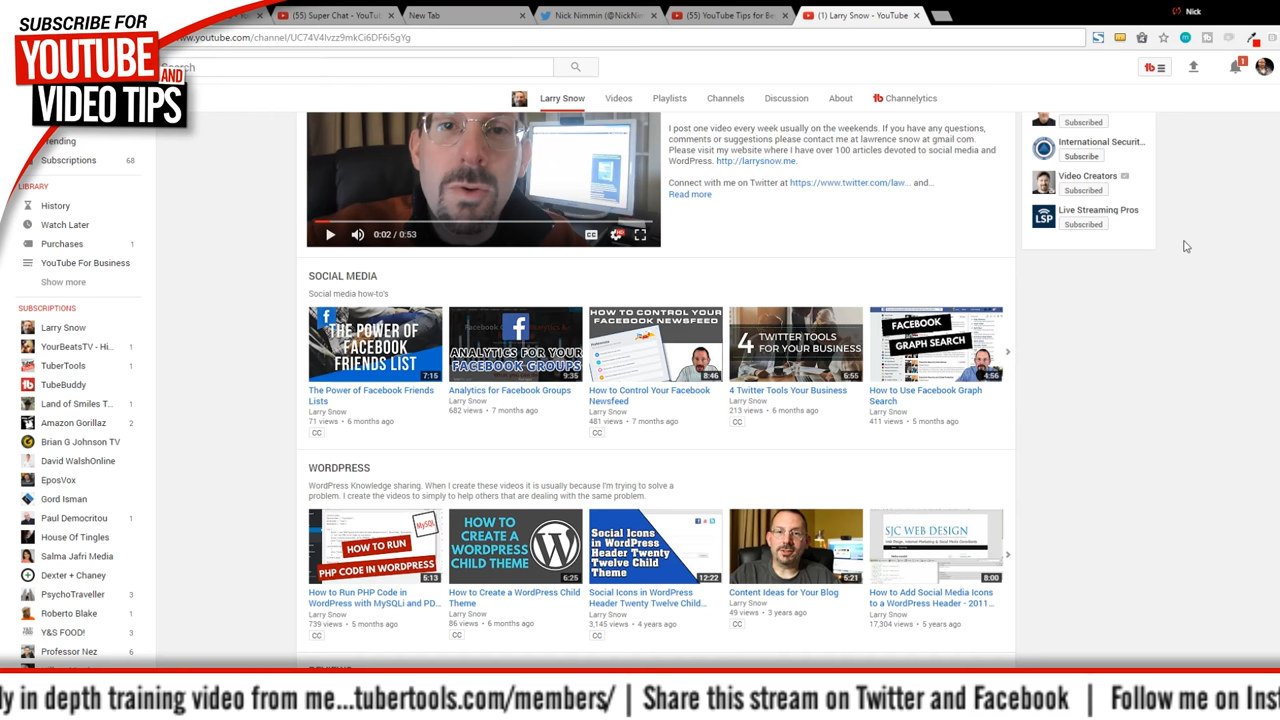 SUBSCRIBE FOR
YOUTUBE
AND
VIDEO TIPS
(55) Super Chat - YouTu
New Tab
Nick Nimmin (@NickNi
(55) YouTube Tips for Be
(1) Larry Snow - YouTube
Nick
www.youtube.com/channel/UC74V4lvzz9mkCi6DF6i5gYg
Search
Larry Snow
Videos
Playlists
Channels
Discussion
About
Channelytics
Trending
Subscriptions 68
LIBRARY
History
Watch Later
Purchases 1
YouTube For Business
Show more
SUBSCRIPTIONS
Larry Snow
YourBeatsTV - Hi... 1
TuberTools 1
TubeBuddy
Land of Smiles T... 1
Amazon Gorillaz 2
Brian G Johnson TV
David WalshOnline
EposVox
Gord Isman
Paul Democritou 1
House Of Tingles
Salma Jafri Media
Dexter + Chaney
PsychoTraveller 3
Roberto Blake 1
Y&S FOOD! 3
Professor Nez 6
0:02 / 0:53
I post one video every week usually on the weekends. If you have any questions,
comments or suggestions please contact me at lawrence snow at gmail com.
Please visit my website where I have over 100 articles devoted to social media and
WordPress. http://larrysnow.me.
Connect with me on Twitter at https://www.twitter.com/law... and...
Read more
Subscribed
International Securit...
Subscribe
Video Creators
Subscribed
Live Streaming Pros
Subscribed
SOCIAL MEDIA
Social media how-to's
THE POWER OF
FACEBOOK
FRIENDS LIST
7:15
The Power of Facebook Friends
Lists
Larry Snow
71 views • 6 months ago
CC
ANALYTICS FOR YOUR
FACEBOOK GROUPS
9:35
Analytics for Facebook Groups
Larry Snow
682 views • 7 months ago
HOW TO CONTROL YOUR
FACEBOOK NEWSFEED
8:46
How to Control Your Facebook
Newsfeed
Larry Snow
481 views • 7 months ago
CC
4 TWITTER TOOLS
FOR YOUR BUSINESS
6:55
4 Twitter Tools Your Business
Larry Snow
213 views • 6 months ago
CC
FACEBOOK
GRAPH SEARCH
4:56
How to Use Facebook Graph
Search
Larry Snow
411 views • 5 months ago
WORDPRESS
WordPress Knowledge sharing. When I create these videos it is usually because I'm trying to solve a
problem. I create the videos to simply to help others that are dealing with the same problem.
MySQL
HOW TO RUN
PHP CODE IN WORDPRESS
5:13
How to Run PHP Code in
WordPress with MySQLi and PD...
Larry Snow
739 views • 5 months ago
CC
HOW TO
CREATE A
WORDPRESS
CHILD THEME
6:25
How to Create a WordPress Child
Theme
Larry Snow
86 views • 6 months ago
CC
Social Icons
in WordPress
Header Twenty
Twelve Child
Theme
12:22
Social Icons in WordPress
Header Twenty Twelve Child...
Larry Snow
3,145 views • 4 years ago
CC
5:21
Content Ideas for Your Blog
Larry Snow
49 views • 3 years ago
CC
SJC WEB DESIGN
8:00
How to Add Social Media Icons
to a WordPress Header - 2011...
Larry Snow
17,304 views • 5 years ago
REVIEWS
ly in depth training video from me...tubertools.com/members/ | Share this stream on Twitter and Facebook | Follow me on Inst